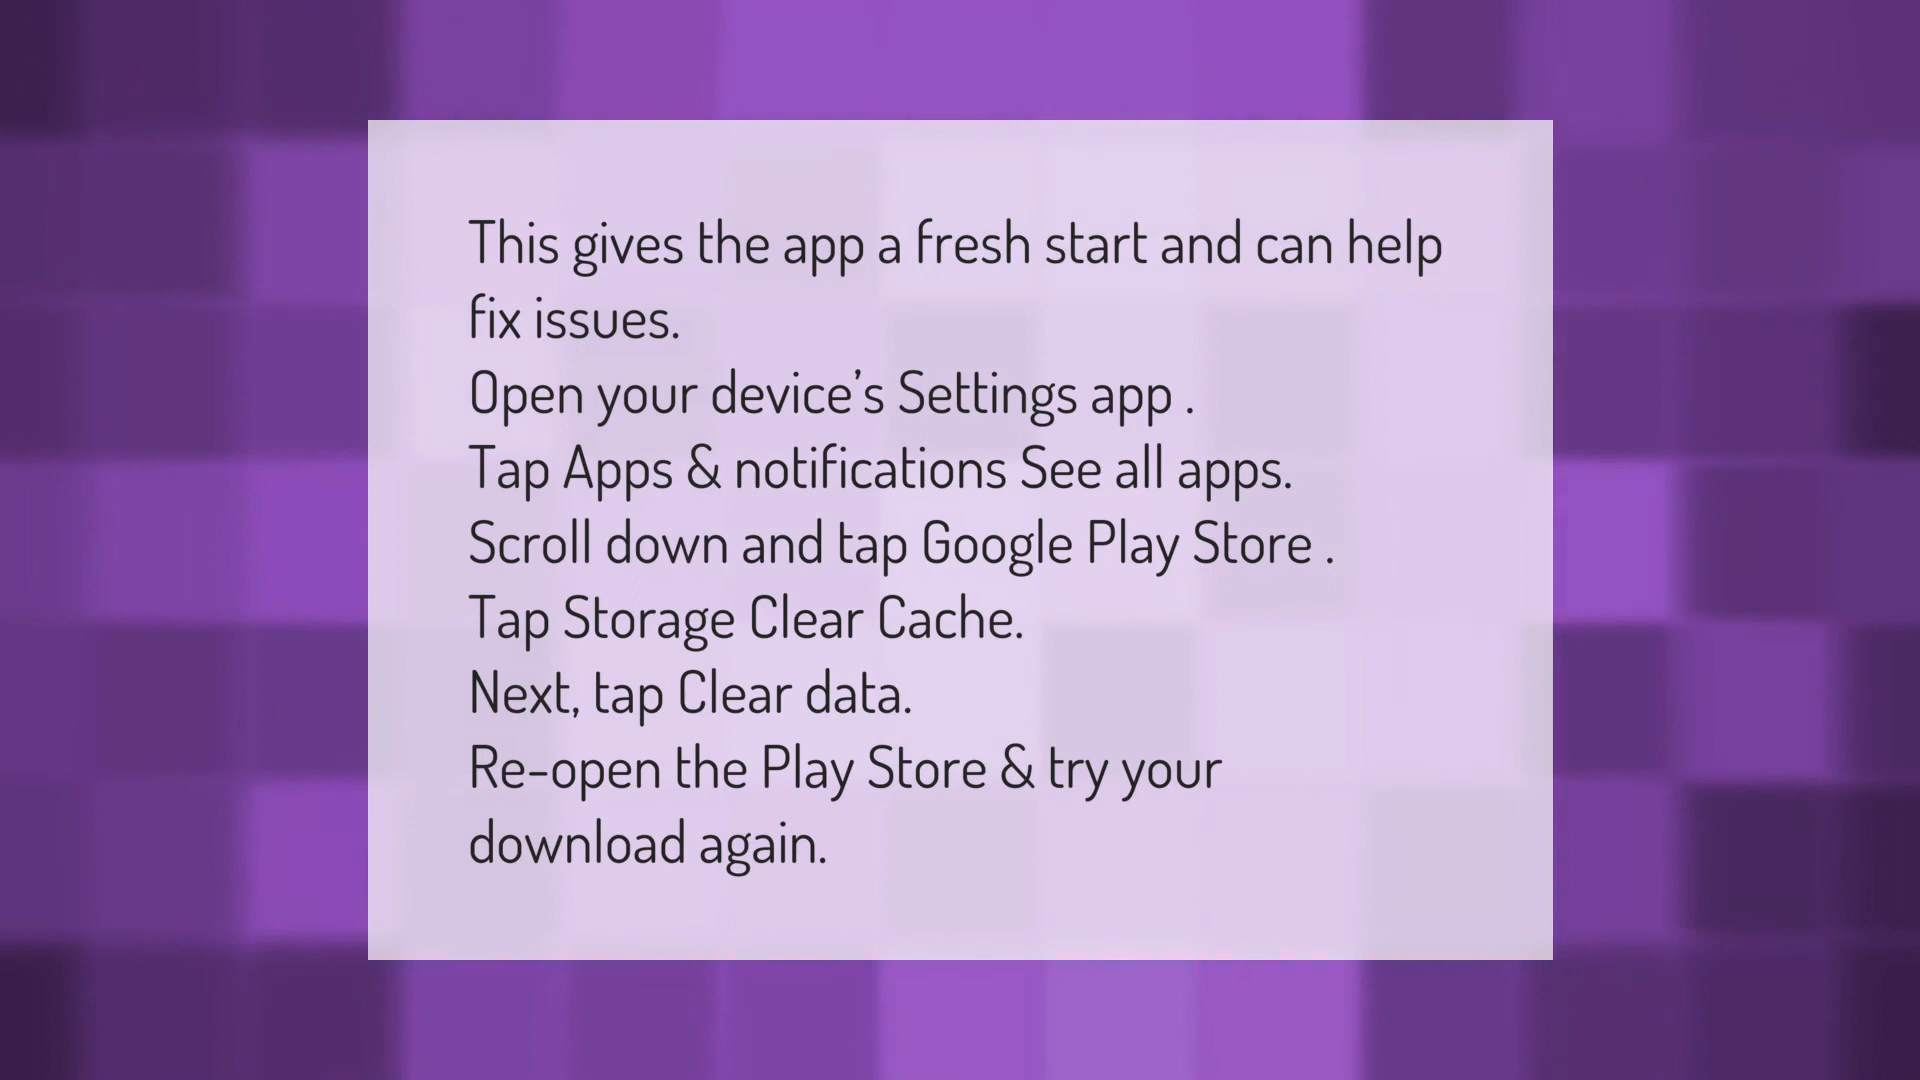 This gives the app a fresh start and can help
fix issues.
Open your device’s Settings app .
Tap Apps & notifications See all apps.
Scroll down and tap Google Play Store .
Tap Storage Clear Cache.
Next, tap Clear data.
Re-open the Play Store & try your
download again.